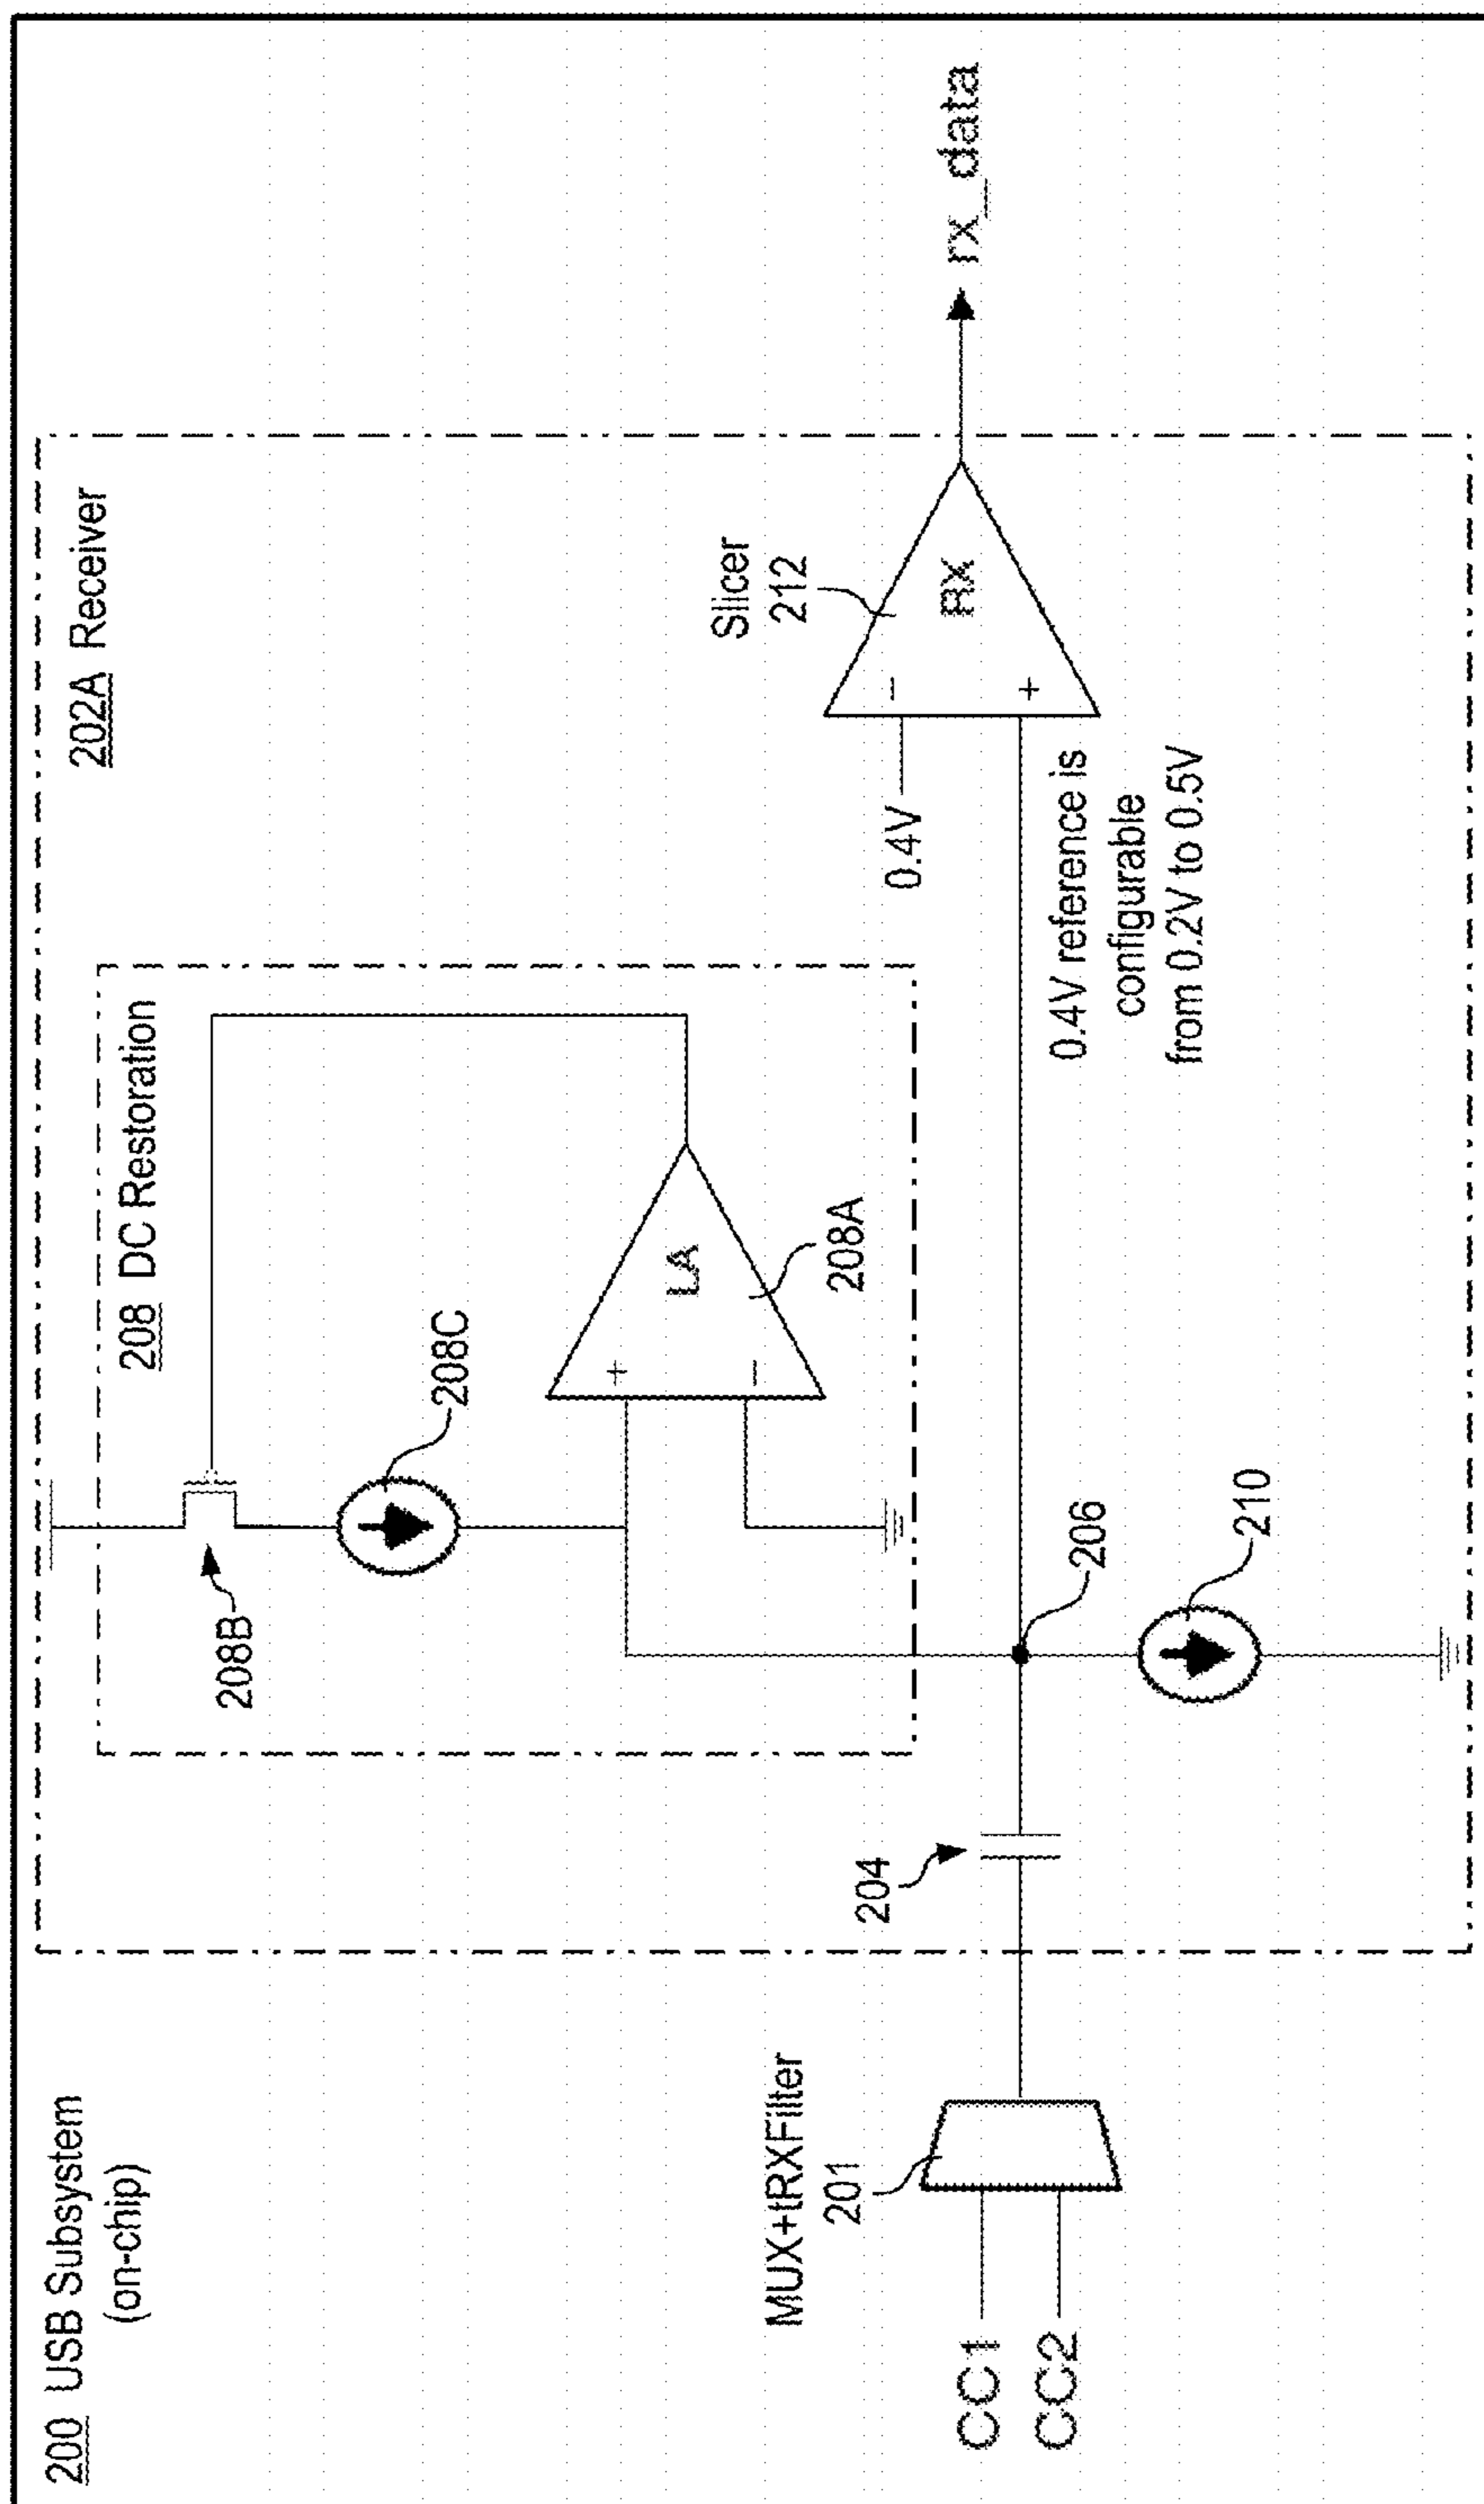 200 USB Subsystem
(on-chip)
202A Receiver
208 DC Restoration
208B
208C
LA
+
−
208A
MUX+tRXFilter
201
CC1
CC2
204
206
210
Slicer
212
RX
−
+
0.4V
0.4V reference is
configurable
from 0.2V to 0.5V
rx_data